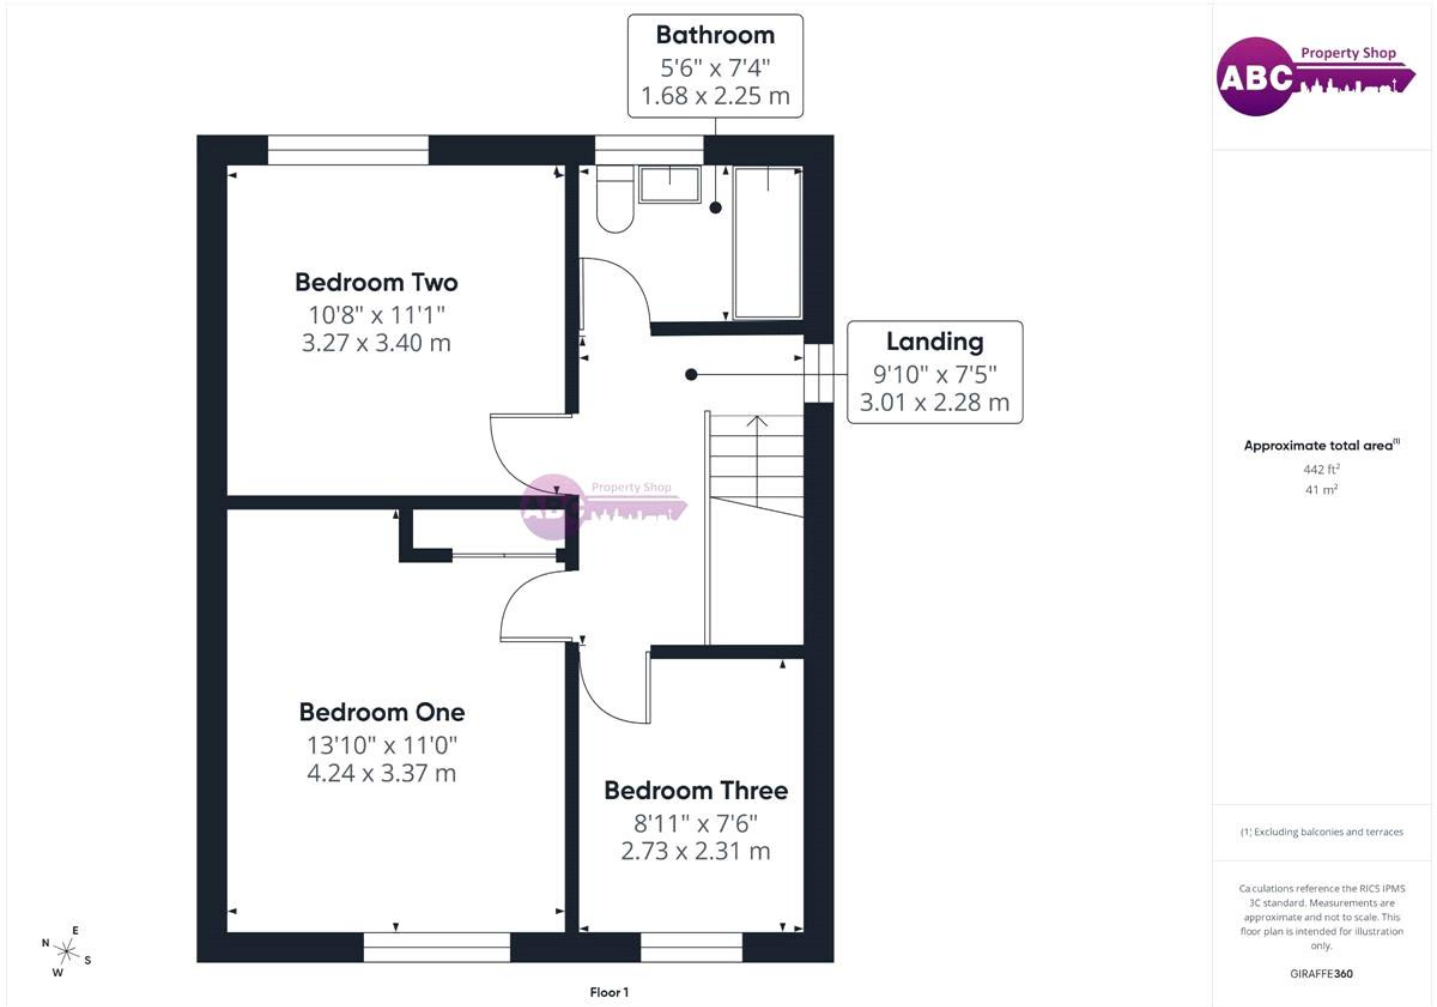 Bathroom
5'6" x 7'4"
1.68 x 2.25 m
Property Shop
ABC
Bedroom Two
10'8" x 11'1"
3.27 x 3.40 m
Landing
9'10" x 7'5"
3.01 x 2.28 m
Approximate total area(1)
442 ft²
41 m²
Property Shop
ABC
Bedroom One
13'10" x 11'0"
4.24 x 3.37 m
Bedroom Three
8'11" x 7'6"
2.73 x 2.31 m
(1) Excluding balconies and terraces
Calculations reference the RICS IPMS
3C standard. Measurements are
approximate and not to scale. This
floor plan is intended for illustration
only.
GIRAFFE360
E
N
S
W
Floor 1